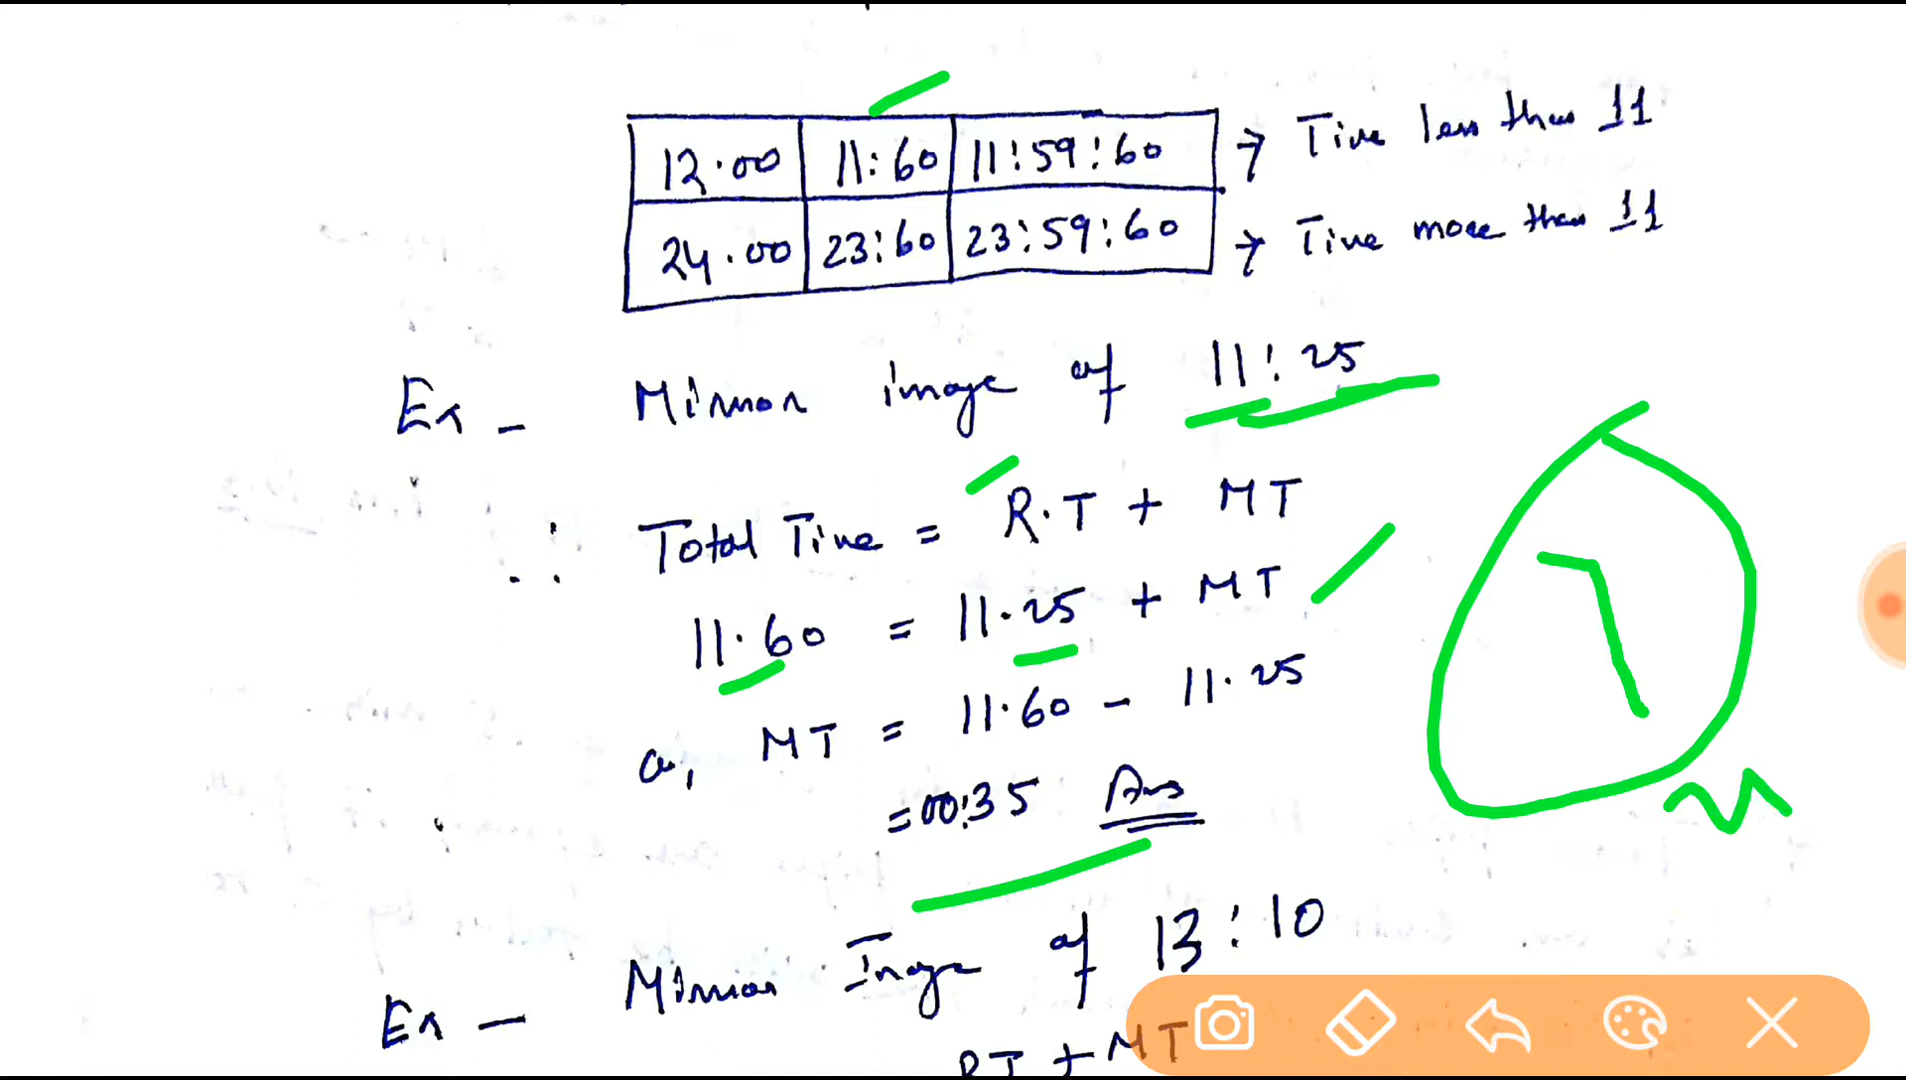 12.00 11:60 11:59:60 → Time less than 11
24.00 23:60 23:59:60 → Time more than 11
Ex - Mirror image of 11:25
∴ Total Time = R.T + MT
11.60 = 11.25 + MT
or, MT = 11.60 - 11.25
= 00:35 Ans
Ex - Mirror Image of 13:10
RT + MT